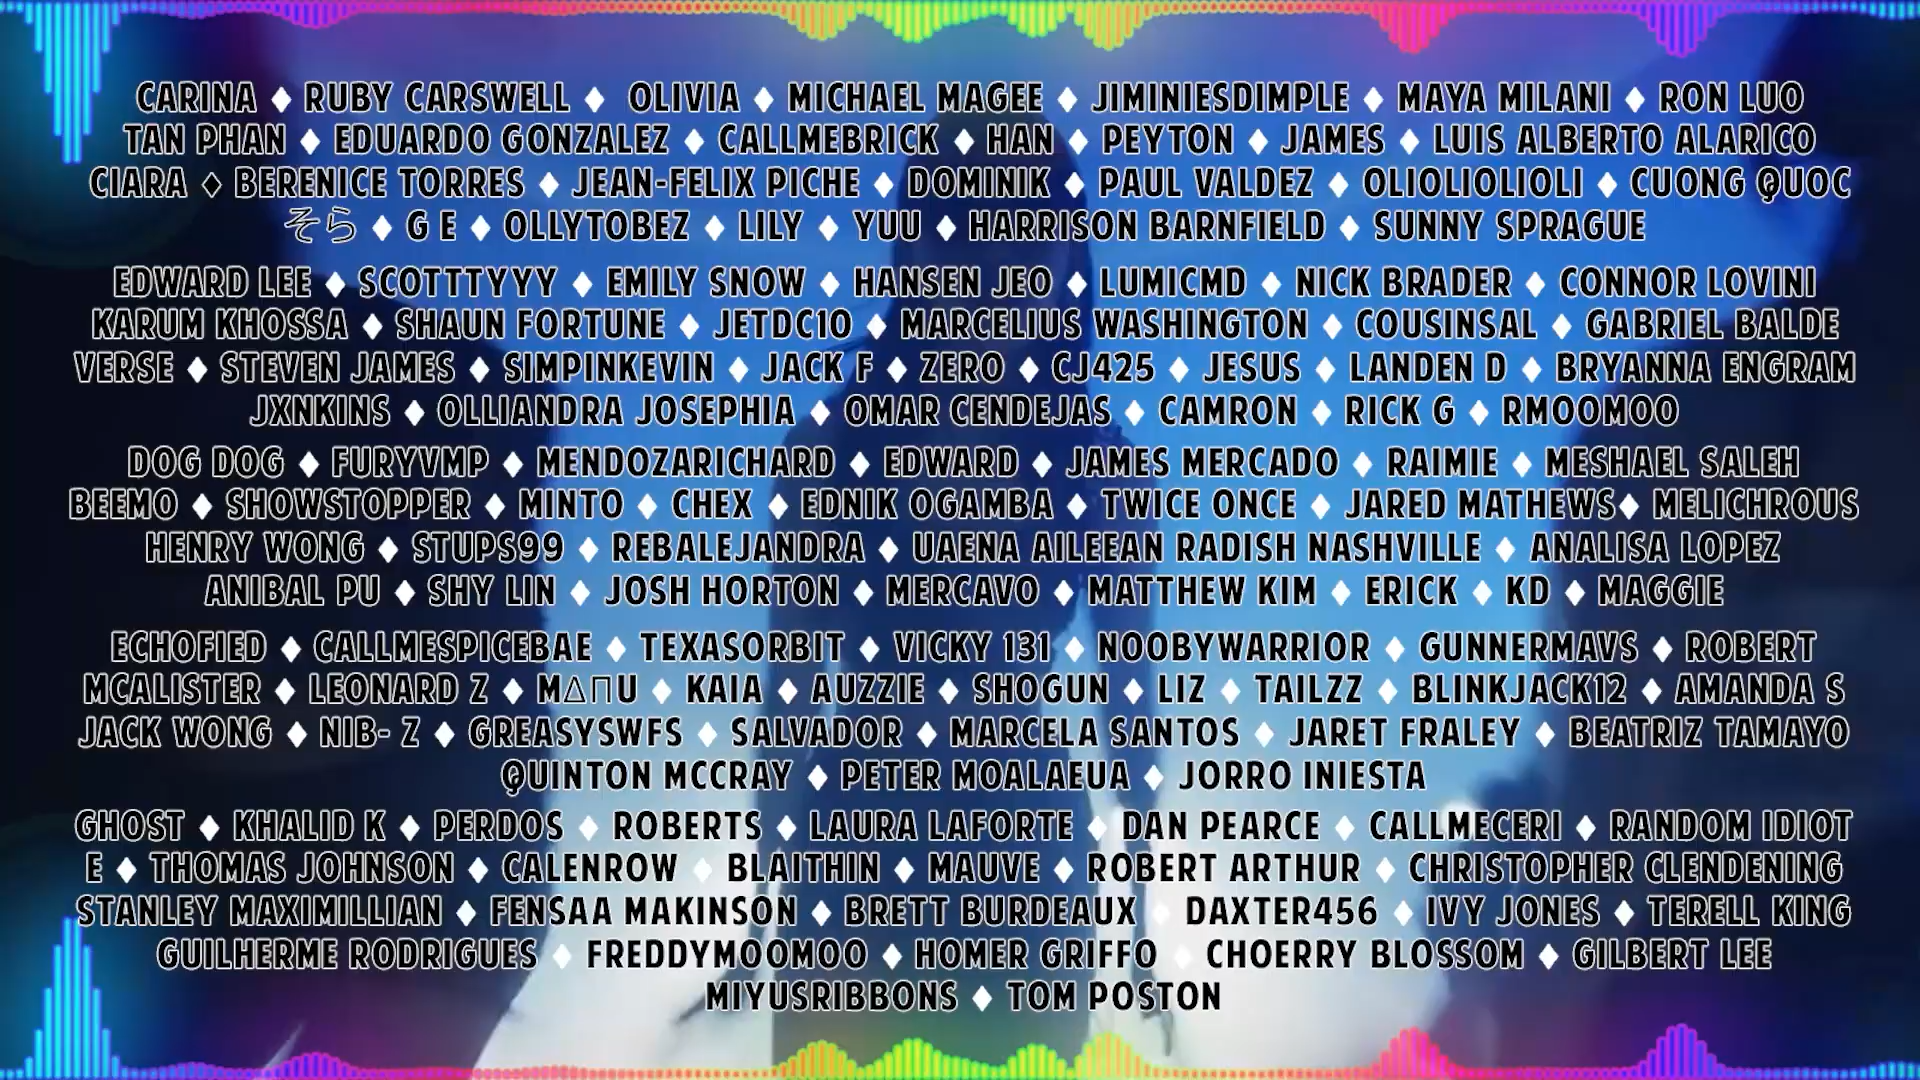 CARINA ♦ RUBY CARSWELL ♦ OLIVIA ♦ MICHAEL MAGEE ♦ JIMINIESDIMPLE ♦ MAYA MILANI ♦ RON LUO
TAN PHAN ♦ EDUARDO GONZALEZ ♦ CALLMEBRICK ♦ HAN ♦ PEYTON ♦ JAMES ♦ LUIS ALBERTO ALARICO
CIARA ♦ BERENICE TORRES ♦ JEAN-FELIX PICHE ♦ DOMINIK ♦ PAUL VALDEZ ♦ OLIOLIOLIOLI ♦ CUONG QUOC
そら ♦ G E ♦ OLLYTOBEZ ♦ LILY ♦ YUU ♦ HARRISON BARNFIELD ♦ SUNNY SPRAGUE
EDWARD LEE ♦ SCOTTTYYY ♦ EMILY SNOW ♦ HANSEN JEO ♦ LUMICMD ♦ NICK BRADER ♦ CONNOR LOVINI
KARUM KHOSSA ♦ SHAUN FORTUNE ♦ JETDC10 ♦ MARCELIUS WASHINGTON ♦ COUSINSAL ♦ GABRIEL BALDE
VERSE ♦ STEVEN JAMES ♦ SIMPINKEVIN ♦ JACK F ♦ ZERO ♦ CJ425 ♦ JESUS ♦ LANDEN D ♦ BRYANNA ENGRAM
JXNKINS ♦ OLLIANDRA JOSEPHIA ♦ OMAR CENDEJAS ♦ CAMRON ♦ RICK G ♦ RMOOMOO
DOG DOG ♦ FURYVMP ♦ MENDOZARICHARD ♦ EDWARD ♦ JAMES MERCADO ♦ RAIMIE ♦ MESHAEL SALEH
BEEMO ♦ SHOWSTOPPER ♦ MINTO ♦ CHEX ♦ EDNIK OGAMBA ♦ TWICE ONCE ♦ JARED MATHEWS♦ MELICHROUS
HENRY WONG ♦ STUPS99 ♦ REBALEJANDRA ♦ UAENA AILEEAN RADISH NASHVILLE ♦ ANALISA LOPEZ
ANIBAL PU ♦ SHY LIN ♦ JOSH HORTON ♦ MERCAVO ♦ MATTHEW KIM ♦ ERICK ♦ KD ♦ MAGGIE
ECHOFIED ♦ CALLMESPICEBAE ♦ TEXASORBIT ♦ VICKY 131 ♦ NOOBYWARRIOR ♦ GUNNERMAVS ♦ ROBERT
MCALISTER ♦ LEONARD Z ♦ M∆ΠU ♦ KAIA ♦ AUZZIE ♦ SHOGUN ♦ LIZ ♦ TAILZZ ♦ BLINKJACK12 ♦ AMANDA S
JACK WONG ♦ NIB- Z ♦ GREASYSWFS ♦ SALVADOR ♦ MARCELA SANTOS ♦ JARET FRALEY ♦ BEATRIZ TAMAYO
QUINTON MCCRAY ♦ PETER MOALAEUA ♦ JORRO INIESTA
GHOST ♦ KHALID K ♦ PERDOS ♦ ROBERTS ♦ LAURA LAFORTE ♦ DAN PEARCE ♦ CALLMECERI ♦ RANDOM IDIOT
E ♦ THOMAS JOHNSON ♦ CALENROW ♦ BLAITHIN ♦ MAUVE ♦ ROBERT ARTHUR ♦ CHRISTOPHER CLENDENING
STANLEY MAXIMILLIAN ♦ FENSAA MAKINSON ♦ BRETT BURDEAUX ♦ DAXTER456 ♦ IVY JONES ♦ TERELL KING
GUILHERME RODRIGUES ♦ FREDDYMOOMOO ♦ HOMER GRIFFO ♦ CHOERRY BLOSSOM ♦ GILBERT LEE
MIYUSRIBBONS ♦ TOM POSTON